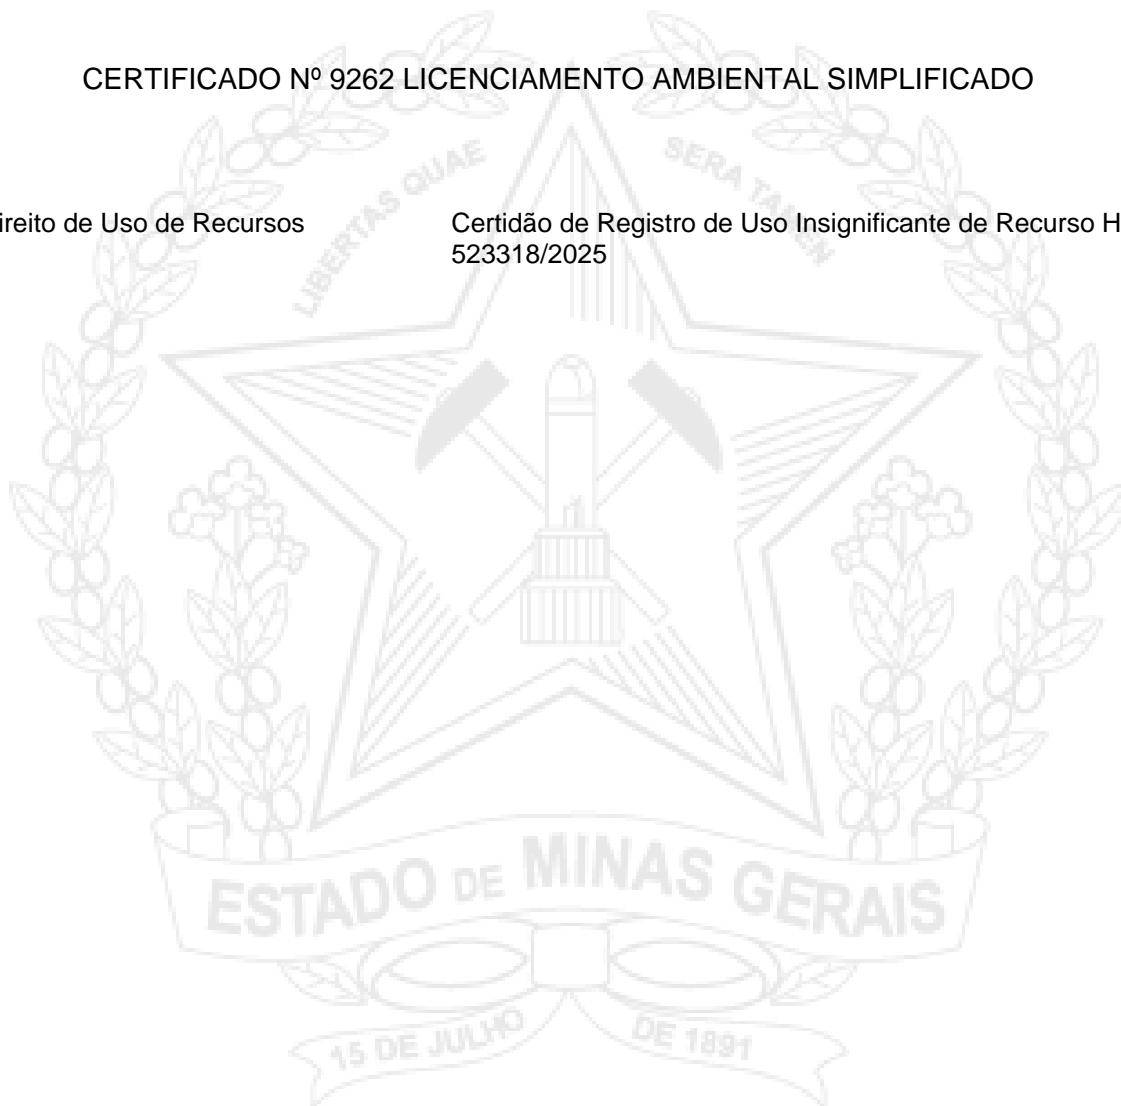 CERTIFICADO Nº 9262 LICENCIAMENTO AMBIENTAL SIMPLIFICADO
LIBERTAS QUAE SERA TAMEN
ireito de Uso de Recursos
Certidão de Registro de Uso Insignificante de Recurso H
523318/2025
ESTADO DE MINAS GERAIS
15 DE JULHO DE 1891